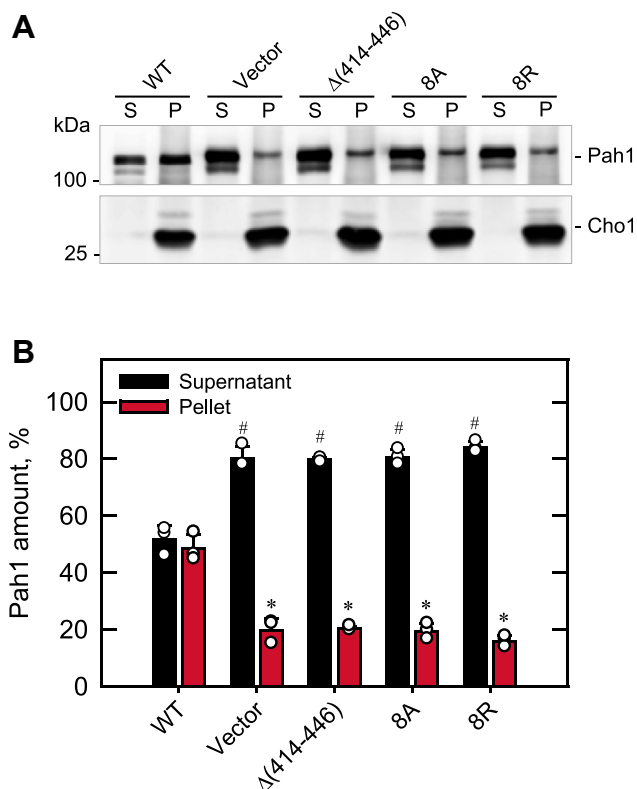 A
WT Vector Δ(414-446) 8A 8R
S P S P S P S P S P
kDa
- Pah1
100 -
- Cho1
25 -
B
Supernatant
Pellet
Pah1 amount, %
100
80
60
40
20
0
# # # #
* * * *
WT Vector Δ(414-446) 8A 8R